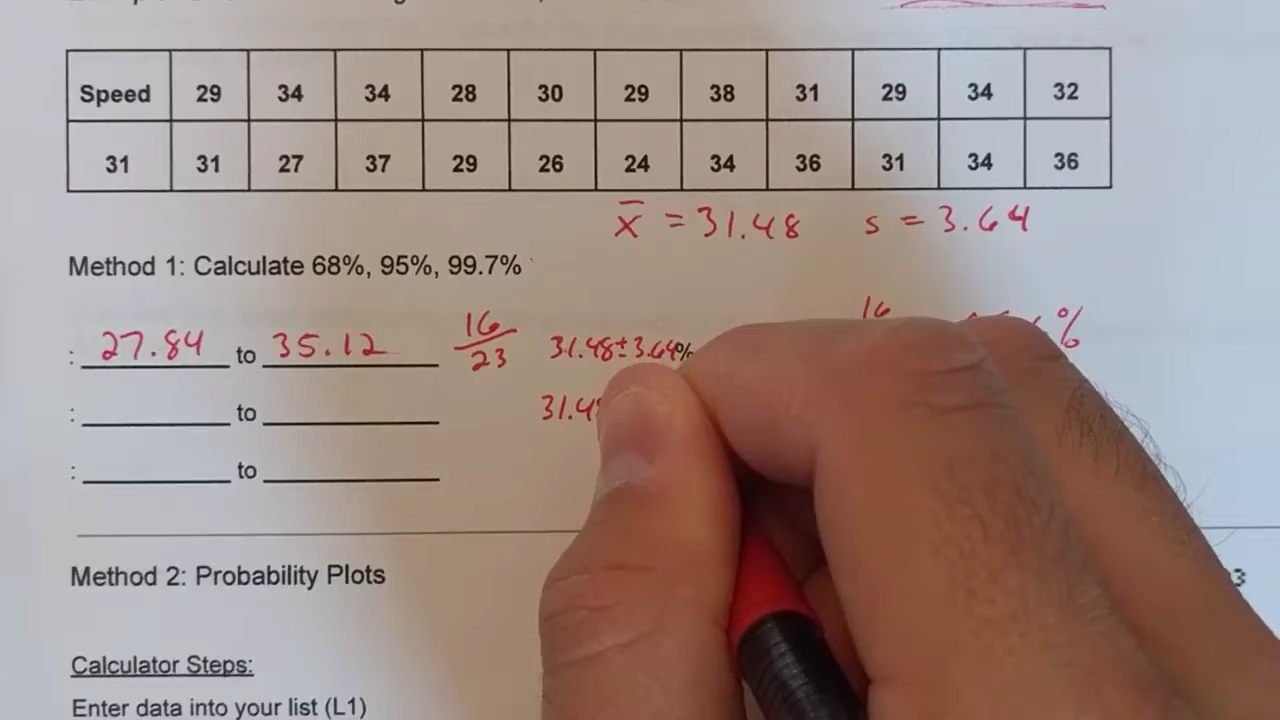 Speed 29 34 34 28 30 29 38 31 29 34 32
31 31 27 37 29 26 24 34 36 31 34 36
x̄ = 31.48 s = 3.64
Method 1: Calculate 68%, 95%, 99.7%
: 27.84 to 35.12 16/23 31.48±3.64% 16 %
: to 31.4
: to
Method 2: Probability Plots
Calculator Steps:
Enter data into your list (L1)